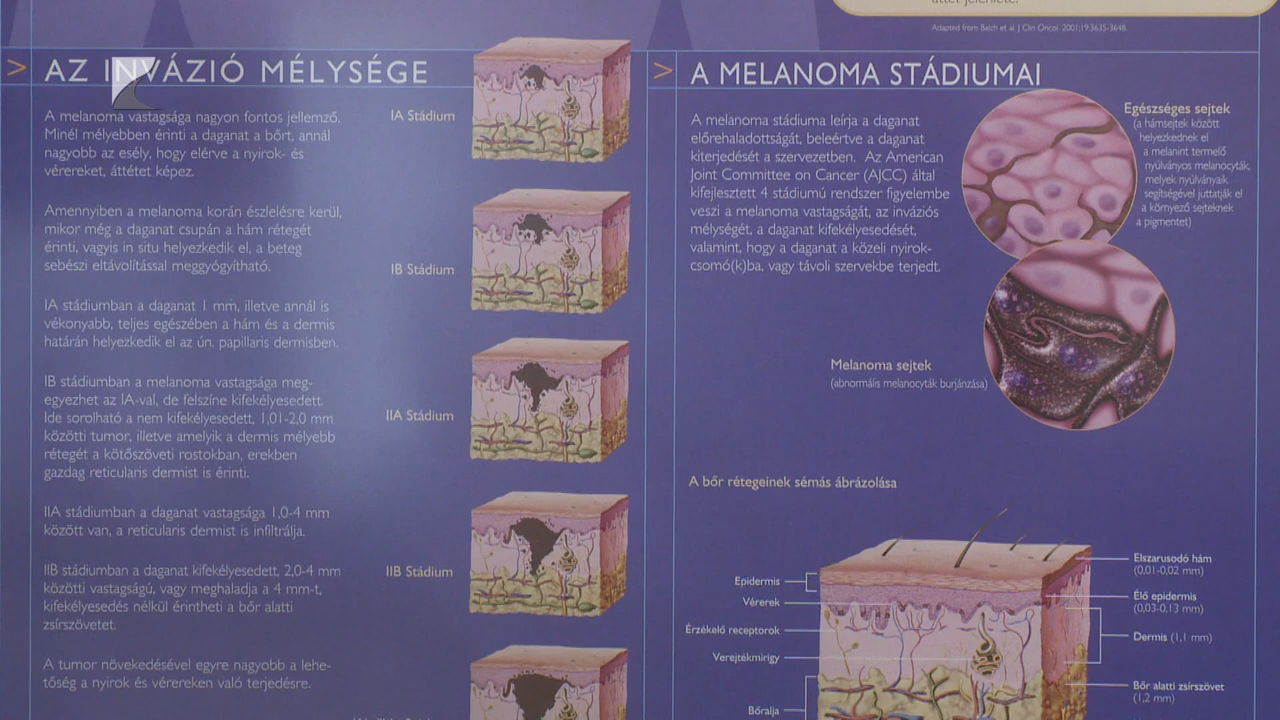 Adapted from Balch et al. J Clin Oncol. 2001;19:3635-3648.
> AZ INVÁZIÓ MÉLYSÉGE
A melanoma vastagsága nagyon fontos jellemző.
Minél mélyebben érinti a daganat a bőrt, annál
nagyobb az esély, hogy elérve a nyirok- és
vérereket, áttétet képez.
Amennyiben a melanoma korán észlelésre kerül,
mikor még a daganat csupán a hám rétegét
érinti, vagyis in situ helyezkedik el, a beteg
sebészi eltávolítással meggyógyítható.
IA stádiumban a daganat 1 mm, illetve annál is
vékonyabb, teljes egészében a hám és a dermis
határán helyezkedik el az ún. papillaris dermisben.
IB stádiumban a melanoma vastagsága meg-
egyezhet az IA-val, de felszíne kifekélyesedett.
Ide sorolható a nem kifekélyesedett, 1,01-2,0 mm
közötti tumor, illetve amelyik a dermis mélyebb
rétegét a kötőszöveti rostokban, erekben
gazdag reticularis dermist is érinti.
IIA stádiumban a daganat vastagsága 1,0-4 mm
között van, a reticularis dermist is infiltrálja.
IIB stádiumban a daganat kifekélyesedett, 2,0-4 mm
közötti vastagságú, vagy meghaladja a 4 mm-t,
kifekélyesedés nélkül érintheti a bőr alatti
zsírszövetet.
A tumor növekedésével egyre nagyobb a lehe-
tőség a nyirok és vérereken való terjedésre.
IA Stádium
IB Stádium
IIA Stádium
IIB Stádium
> A MELANOMA STÁDIUMAI
A melanoma stádiuma leírja a daganat
előrehaladottságát, beleértve a daganat
kiterjedését a szervezetben. Az American
Joint Committee on Cancer (AJCC) által
kifejlesztett 4 stádiumú rendszer figyelembe
veszi a melanoma vastagságát, az inváziós
mélységét, a daganat kifekélyesedését,
valamint, hogy a daganat a közeli nyirok-
csomó(k)ba, vagy távoli szervekbe terjedt.
Egészséges sejtek
(a hámsejtek között
helyezkednek el
a melanint termelő
nyúlványos melanocyták,
melyek nyúlványaik
segítségével juttatják el
a környező sejteknek
a pigmentet)
Melanoma sejtek
(abnormális melanocyták burjánzása)
A bőr rétegeinek sémás ábrázolása
Epidermis
Vérerek
Érzékelő receptorok
Verejtékmirigy
Bőralja
Elszarusodó hám
(0,01-0,02 mm)
Élő epidermis
(0,03-0,13 mm)
Dermis (1,1 mm)
Bőr alatti zsírszövet
(1,2 mm)